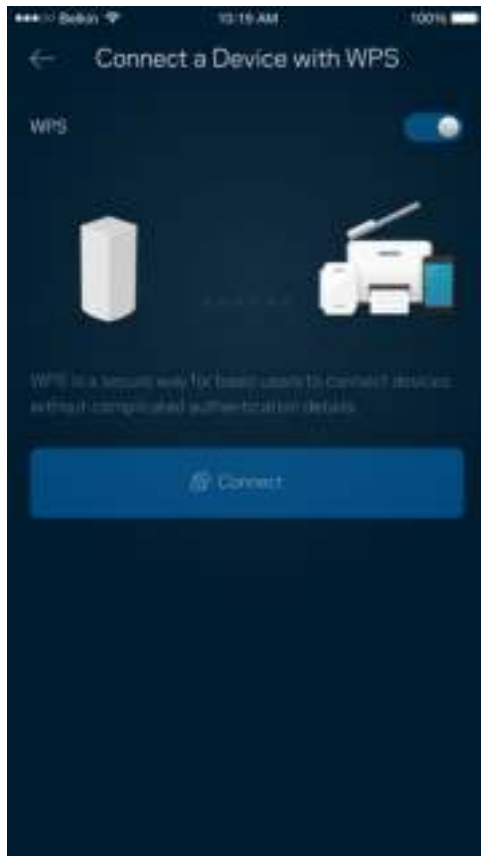 Belkin 10:19 AM 100%
Connect a Device with WPS
WPS
WPS is a secure way for basic users to connect devices
without complicated authentication details.
Connect